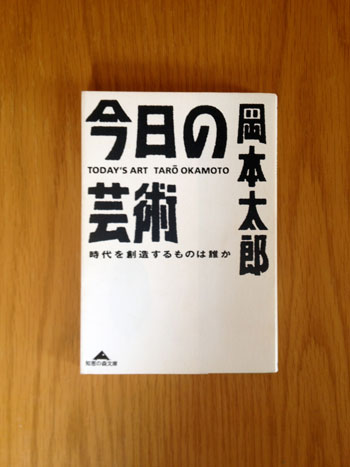 今日の
芸術
TODAY'S ART TARŌ OKAMOTO
岡本太郎
時代を創造するものは誰か
知恵の森文庫